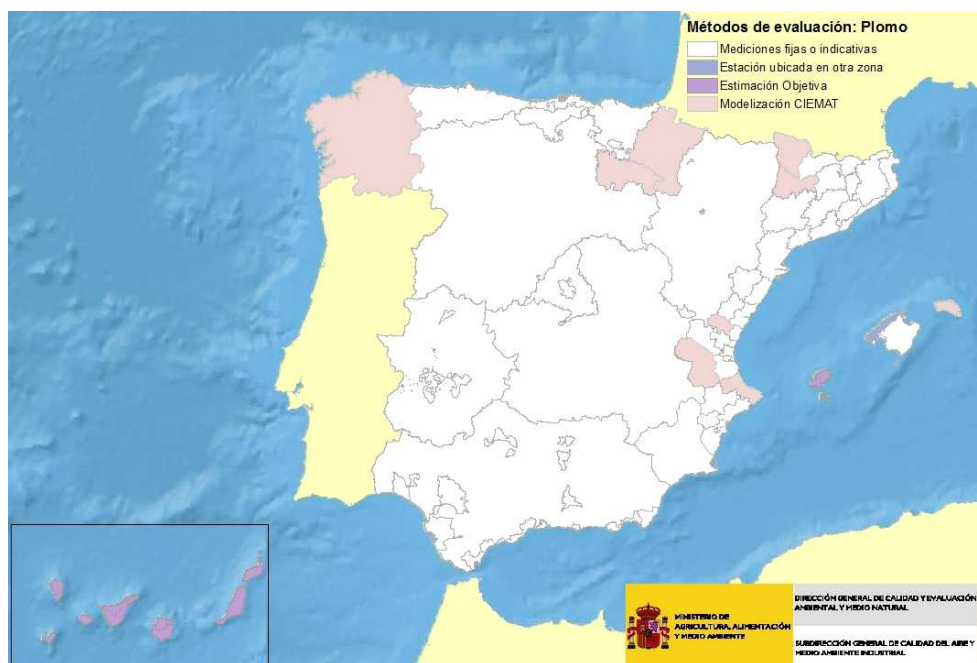 Métodos de evaluación: Plomo
Mediciones fijas o indicativas
Estación ubicada en otra zona
Estimación Objetiva
Modelización CIEMAT
MINISTERIO DE
AGRICULTURA, ALIMENTACIÓN
Y MEDIO AMBIENTE
DIRECCIÓN GENERAL DE CALIDAD Y EVALUACIÓN
AMBIENTAL Y MEDIO NATURAL
SUBDIRECCIÓN GENERAL DE CALIDAD DEL AIRE Y
MEDIO AMBIENTE INDUSTRIAL